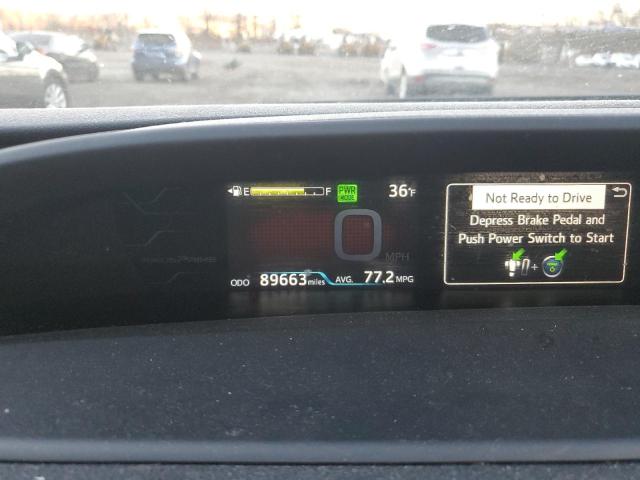 E F PWR MODE 36°F
0 MPH
ODO 89663 miles AVG. 77.2 MPG
Not Ready to Drive
Depress Brake Pedal and
Push Power Switch to Start
+